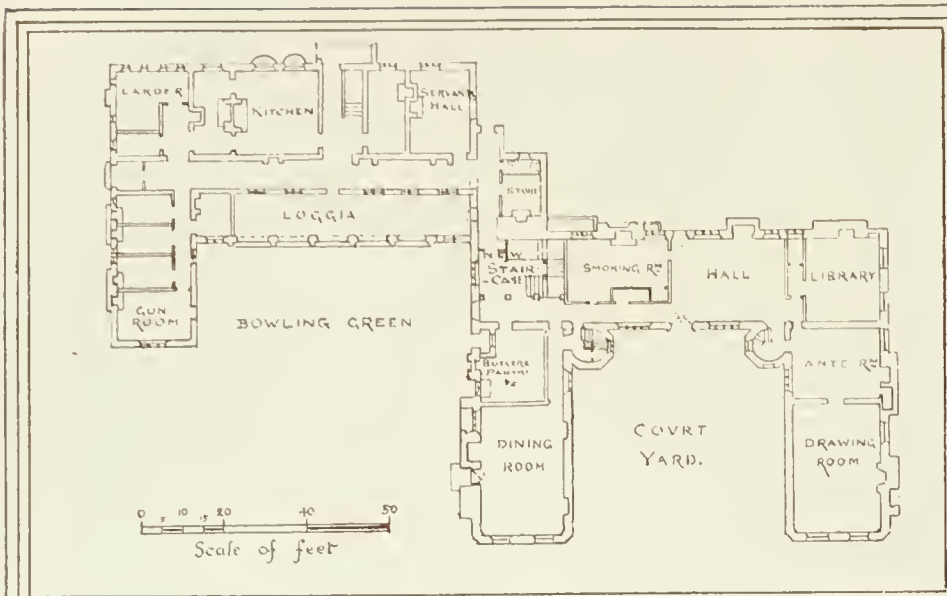 LARDER
KITCHEN
SERVANTS
HALL
STORE
LOGGIA
NEW
STAIR
-CASE
SMOKING RM
HALL
LIBRARY
GUN
ROOM
BOWLING GREEN
BUTLERS
PANTRY
ANTE RM
DINING
ROOM
COVRT
YARD.
DRAWING
ROOM
0 5 10 15 20 40 50
Scale of feet